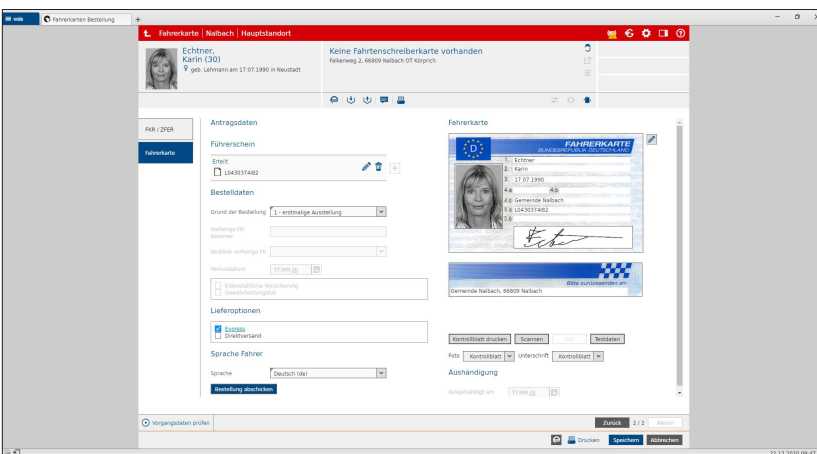 vois
Fahrerkarten Bestellung
Fahrerkarte | Nalbach | Hauptstandort
Echtner,
Karin (30)
geb. Lehmann am 17.07.1990 in Neustadt
Keine Fahrtenschreiberkarte vorhanden
Falkenweg 2, 66809 Nalbach OT Körprich
FKR / ZFER
Fahrerkarte
Antragsdaten
Führerschein
Erteilt
L0430374I82
Bestelldaten
Grund der Bestellung
1 - erstmalige Ausstellung
Vorherige FK-
Nummer
Verbleib vorherige FK
Verlustdatum
TT.MM.JJJJ
Eidesstattliche Versicherung
Gewährleistungsfall
Lieferoptionen
Express
Direktversand
Sprache Fahrer
Sprache
Deutsch (de)
Bestellung abschicken
Fahrerkarte
D
FAHRERKARTE
BUNDESREPUBLIK DEUTSCHLAND
1. Echtner
2. Karin
3. 17.07.1990
4.a 4.b
4.c Gemeinde Nalbach
5.a L0430374I82
5.b
Bitte zurücksenden an:
Gemeinde Nalbach, 66809 Nalbach
Kontrollblatt drucken
Scannen
Testdaten
Foto
Kontrollblatt
Unterschrift
Kontrollblatt
Aushändigung
Ausgehändigt am
TT.MM.JJJJ
Vorgangsdaten prüfen
Zurück
2 / 2
Weiter
Drucken
Speichern
Abbrechen
22.12.2020 09:47